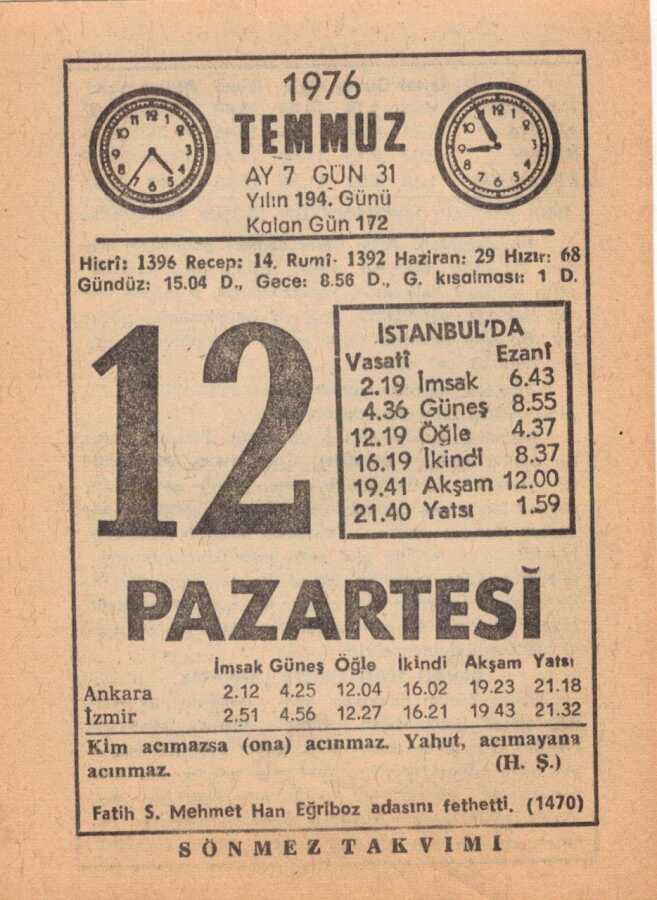 1976
TEMMUZ
AY 7 GÜN 31
Yılın 194. Günü
Kalan Gün 172
Hicrî: 1396 Recep: 14. Rumî- 1392 Haziran: 29 Hızır: 68
Gündüz: 15.04 D., Gece: 8.56 D., G. kısalması: 1 D.
12
İSTANBUL'DA
Vasatî Ezanî
2.19 İmsak 6.43
4.36 Güneş 8.55
12.19 Öğle 4.37
16.19 İkindi 8.37
19.41 Akşam 12.00
21.40 Yatsı 1.59
PAZARTESİ
İmsak Güneş Öğle İkindi Akşam Yatsı
Ankara 2.12 4.25 12.04 16.02 19.23 21.18
İzmir 2.51 4.56 12.27 16.21 19 43 21.32
Kim acımazsa (ona) acınmaz. Yahut, acımayana
acınmaz. (H. Ş.)
Fatih S. Mehmet Han Eğriboz adasını fethetti. (1470)
SÖNMEZ TAKVIMI